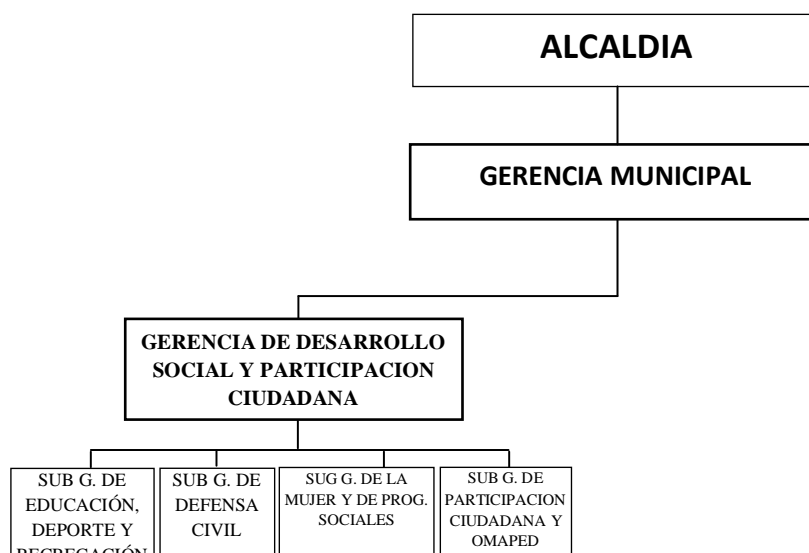 ALCALDIA
GERENCIA MUNICIPAL
GERENCIA DE DESARROLLO
SOCIAL Y PARTICIPACION
CIUDADANA
SUB G. DE
EDUCACIÓN,
DEPORTE Y
RECREGACIÓN
SUB G. DE
DEFENSA
CIVIL
SUG G. DE LA
MUJER Y DE PROG.
SOCIALES
SUB G. DE
PARTICIPACION
CIUDADANA Y
OMAPED